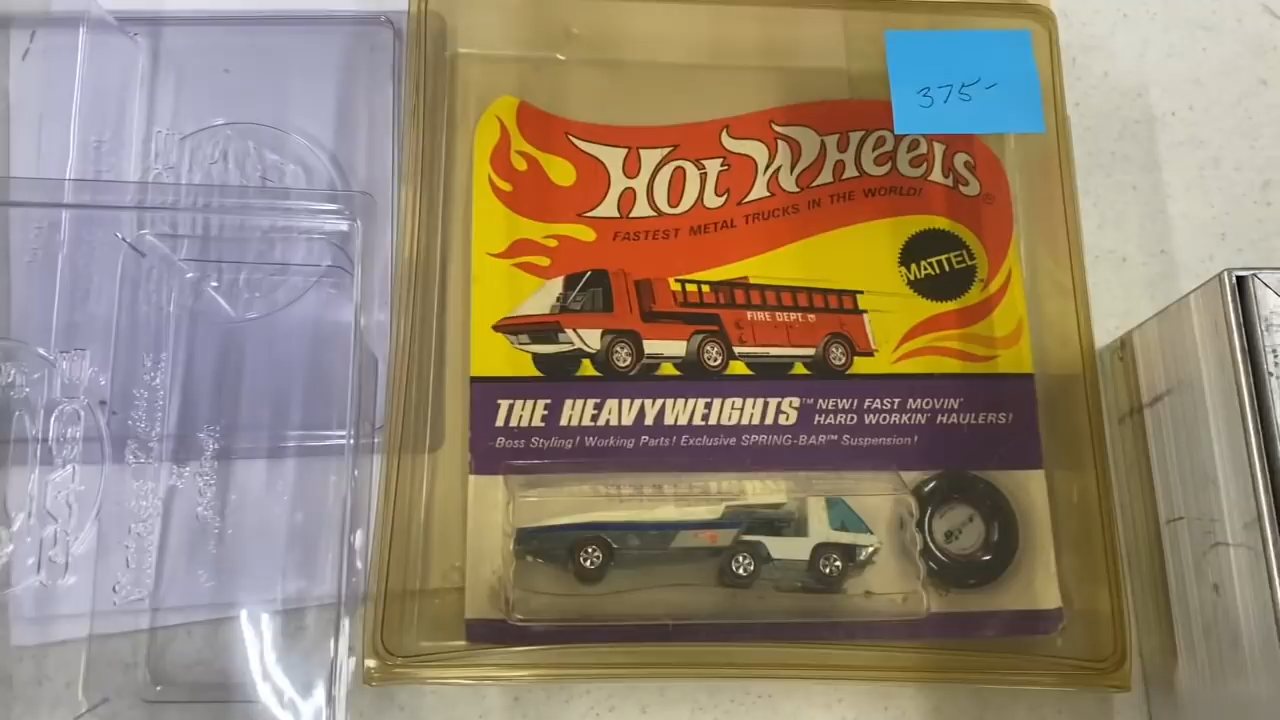 375-
HOT WHEELS®
FASTEST METAL TRUCKS IN THE WORLD!
MATTEL
FIRE DEPT.
THE HEAVYWEIGHTS™ NEW! FAST MOVIN'
HARD WORKIN' HAULERS!
Boss Styling! Working Parts! Exclusive SPRING-BAR™ Suspension!
CASE